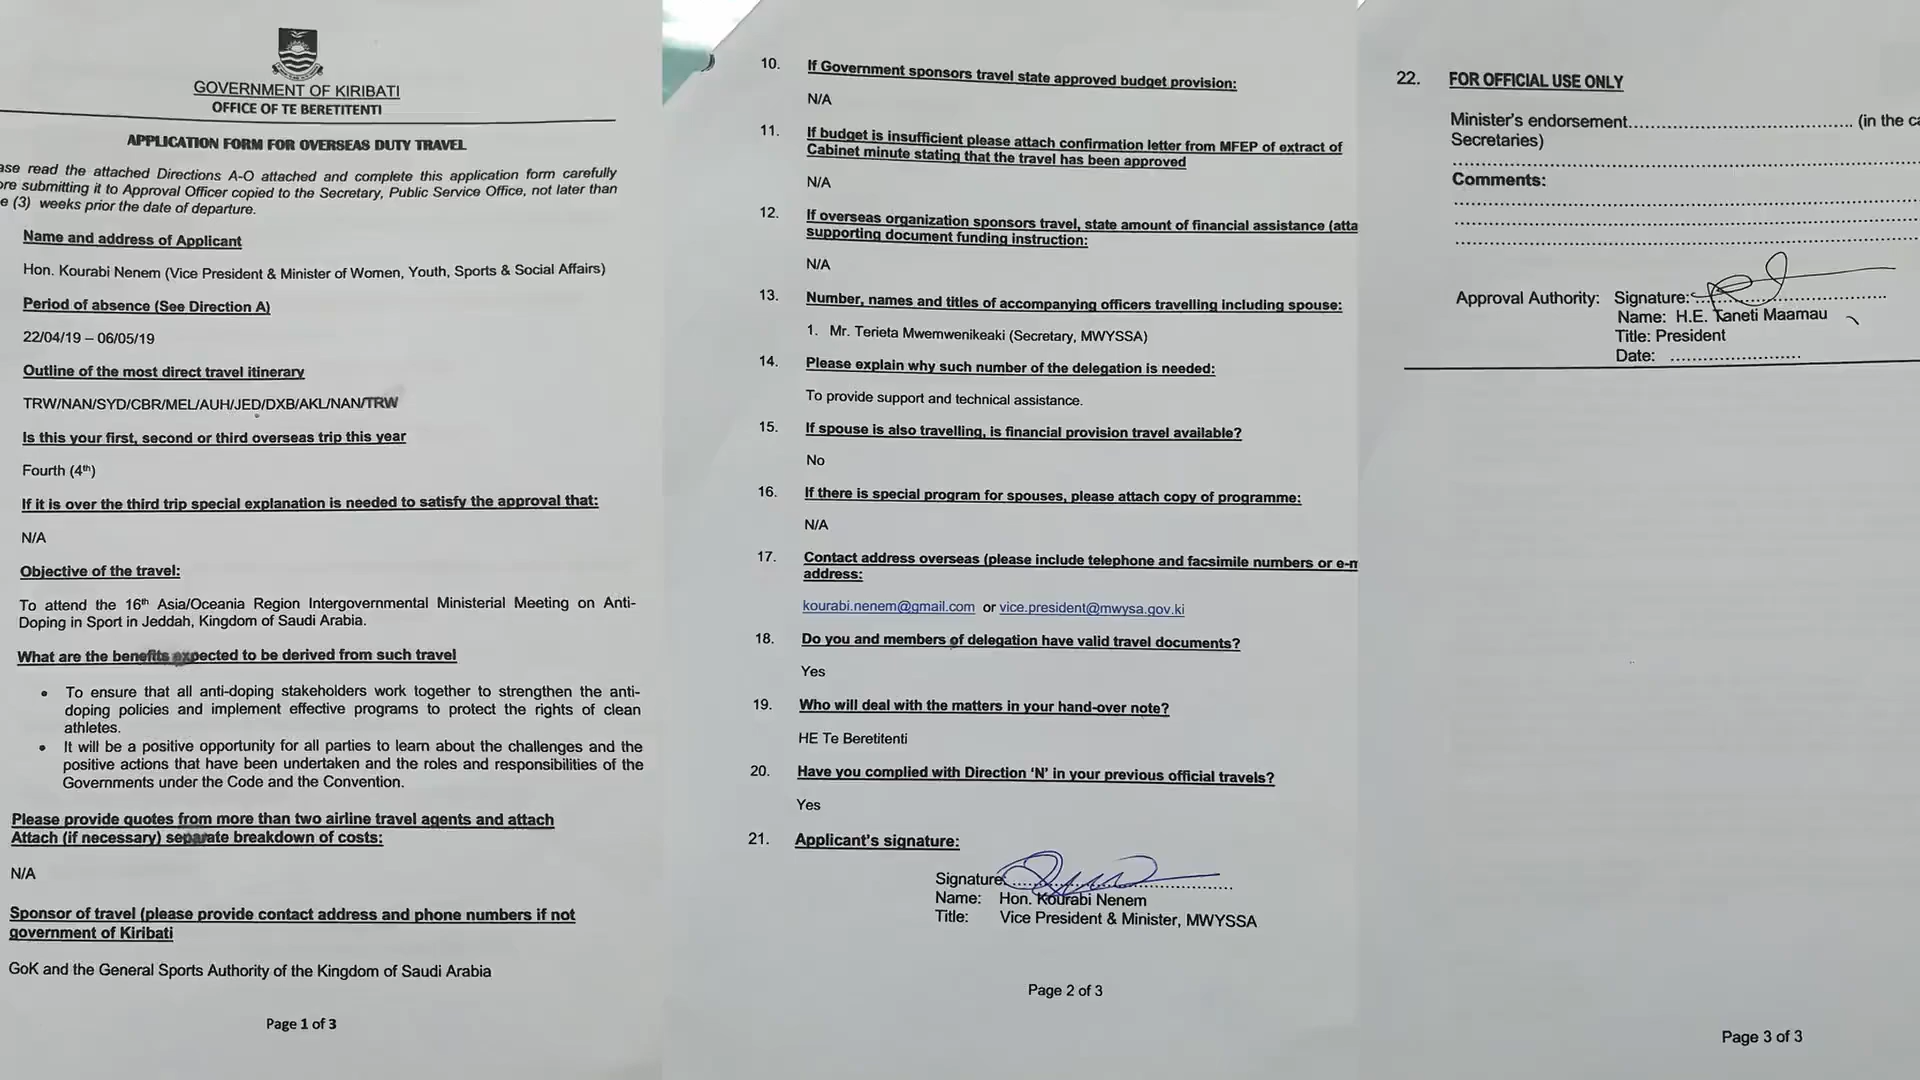 GOVERNMENT OF KIRIBATI
OFFICE OF TE BERETITENTI
APPLICATION FORM FOR OVERSEAS DUTY TRAVEL
ase read the attached Directions A-O attached and complete this application form carefully
ore submitting it to Approval Officer copied to the Secretary, Public Service Office, not later than
e (3) weeks prior the date of departure.
Name and address of Applicant
Hon. Kourabi Nenem (Vice President & Minister of Women, Youth, Sports & Social Affairs)
Period of absence (See Direction A)
22/04/19 – 06/05/19
Outline of the most direct travel itinerary
TRW/NAN/SYD/CBR/MEL/AUH/JED/DXB/AKL/NAN/TRW
Is this your first, second or third overseas trip this year
Fourth (4th)
If it is over the third trip special explanation is needed to satisfy the approval that:
N/A
Objective of the travel:
To attend the 16th Asia/Oceania Region Intergovernmental Ministerial Meeting on Anti-
Doping in Sport in Jeddah, Kingdom of Saudi Arabia.
What are the benefits expected to be derived from such travel
• To ensure that all anti-doping stakeholders work together to strengthen the anti-
doping policies and implement effective programs to protect the rights of clean
athletes.
• It will be a positive opportunity for all parties to learn about the challenges and the
positive actions that have been undertaken and the roles and responsibilities of the
Governments under the Code and the Convention.
Please provide quotes from more than two airline travel agents and attach
Attach (if necessary) separate breakdown of costs:
N/A
Sponsor of travel (please provide contact address and phone numbers if not
government of Kiribati
GoK and the General Sports Authority of the Kingdom of Saudi Arabia
Page 1 of 3
10. If Government sponsors travel state approved budget provision:
N/A
11. If budget is insufficient please attach confirmation letter from MFEP of extract of
Cabinet minute stating that the travel has been approved
N/A
12. If overseas organization sponsors travel, state amount of financial assistance (atta
supporting document funding instruction:
N/A
13. Number, names and titles of accompanying officers travelling including spouse:
1. Mr. Terieta Mwemwenikeaki (Secretary, MWYSSA)
14. Please explain why such number of the delegation is needed:
To provide support and technical assistance.
15. If spouse is also travelling, is financial provision travel available?
No
16. If there is special program for spouses, please attach copy of programme:
N/A
17. Contact address overseas (please include telephone and facsimile numbers or e-m
address:
kourabi.nenem@gmail.com or vice.president@mwysa.gov.ki
18. Do you and members of delegation have valid travel documents?
Yes
19. Who will deal with the matters in your hand-over note?
HE Te Beretitenti
20. Have you complied with Direction 'N' in your previous official travels?
Yes
21. Applicant's signature:
Signature:
Name: Hon. Kourabi Nenem
Title: Vice President & Minister, MWYSSA
Page 2 of 3
22. FOR OFFICIAL USE ONLY
Minister's endorsement........................................ (in the ca
Secretaries)
Comments:
Approval Authority: Signature:
Name: H.E. Taneti Maamau
Title: President
Date: ........................
Page 3 of 3